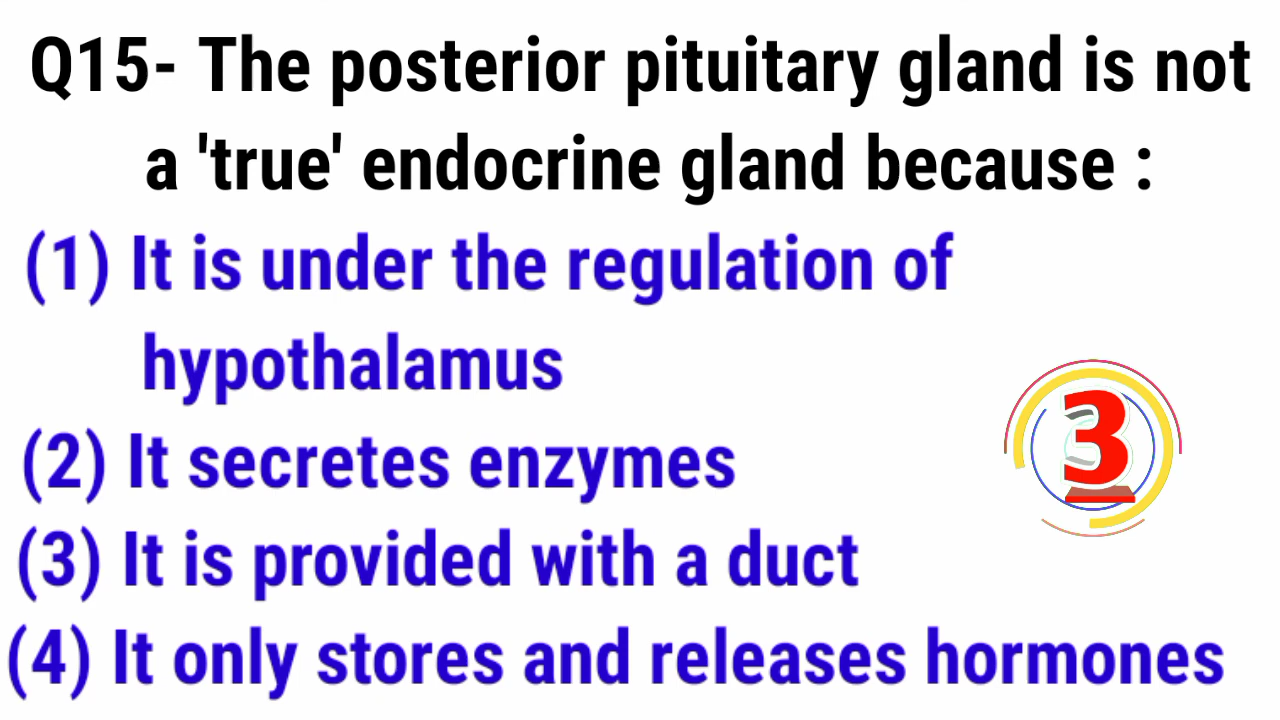 Q15- The posterior pituitary gland is not
a 'true' endocrine gland because :
(1) It is under the regulation of
hypothalamus
3
(2) It secretes enzymes
(3) It is provided with a duct
(4) It only stores and releases hormones